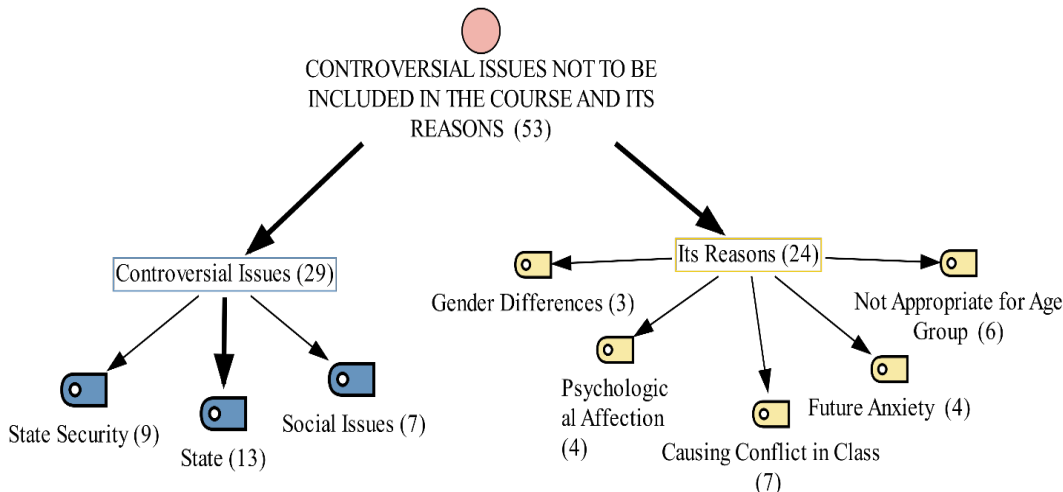 CONTROVERSIAL ISSUES NOT TO BE
INCLUDED IN THE COURSE AND ITS
REASONS (53)
Controversial Issues (29)
State Security (9)
State (13)
Social Issues (7)
Its Reasons (24)
Gender Differences (3)
Psychologic
al Affection
(4)
Causing Conflict in Class
(7)
Future Anxiety (4)
Not Appropriate for Age
Group (6)